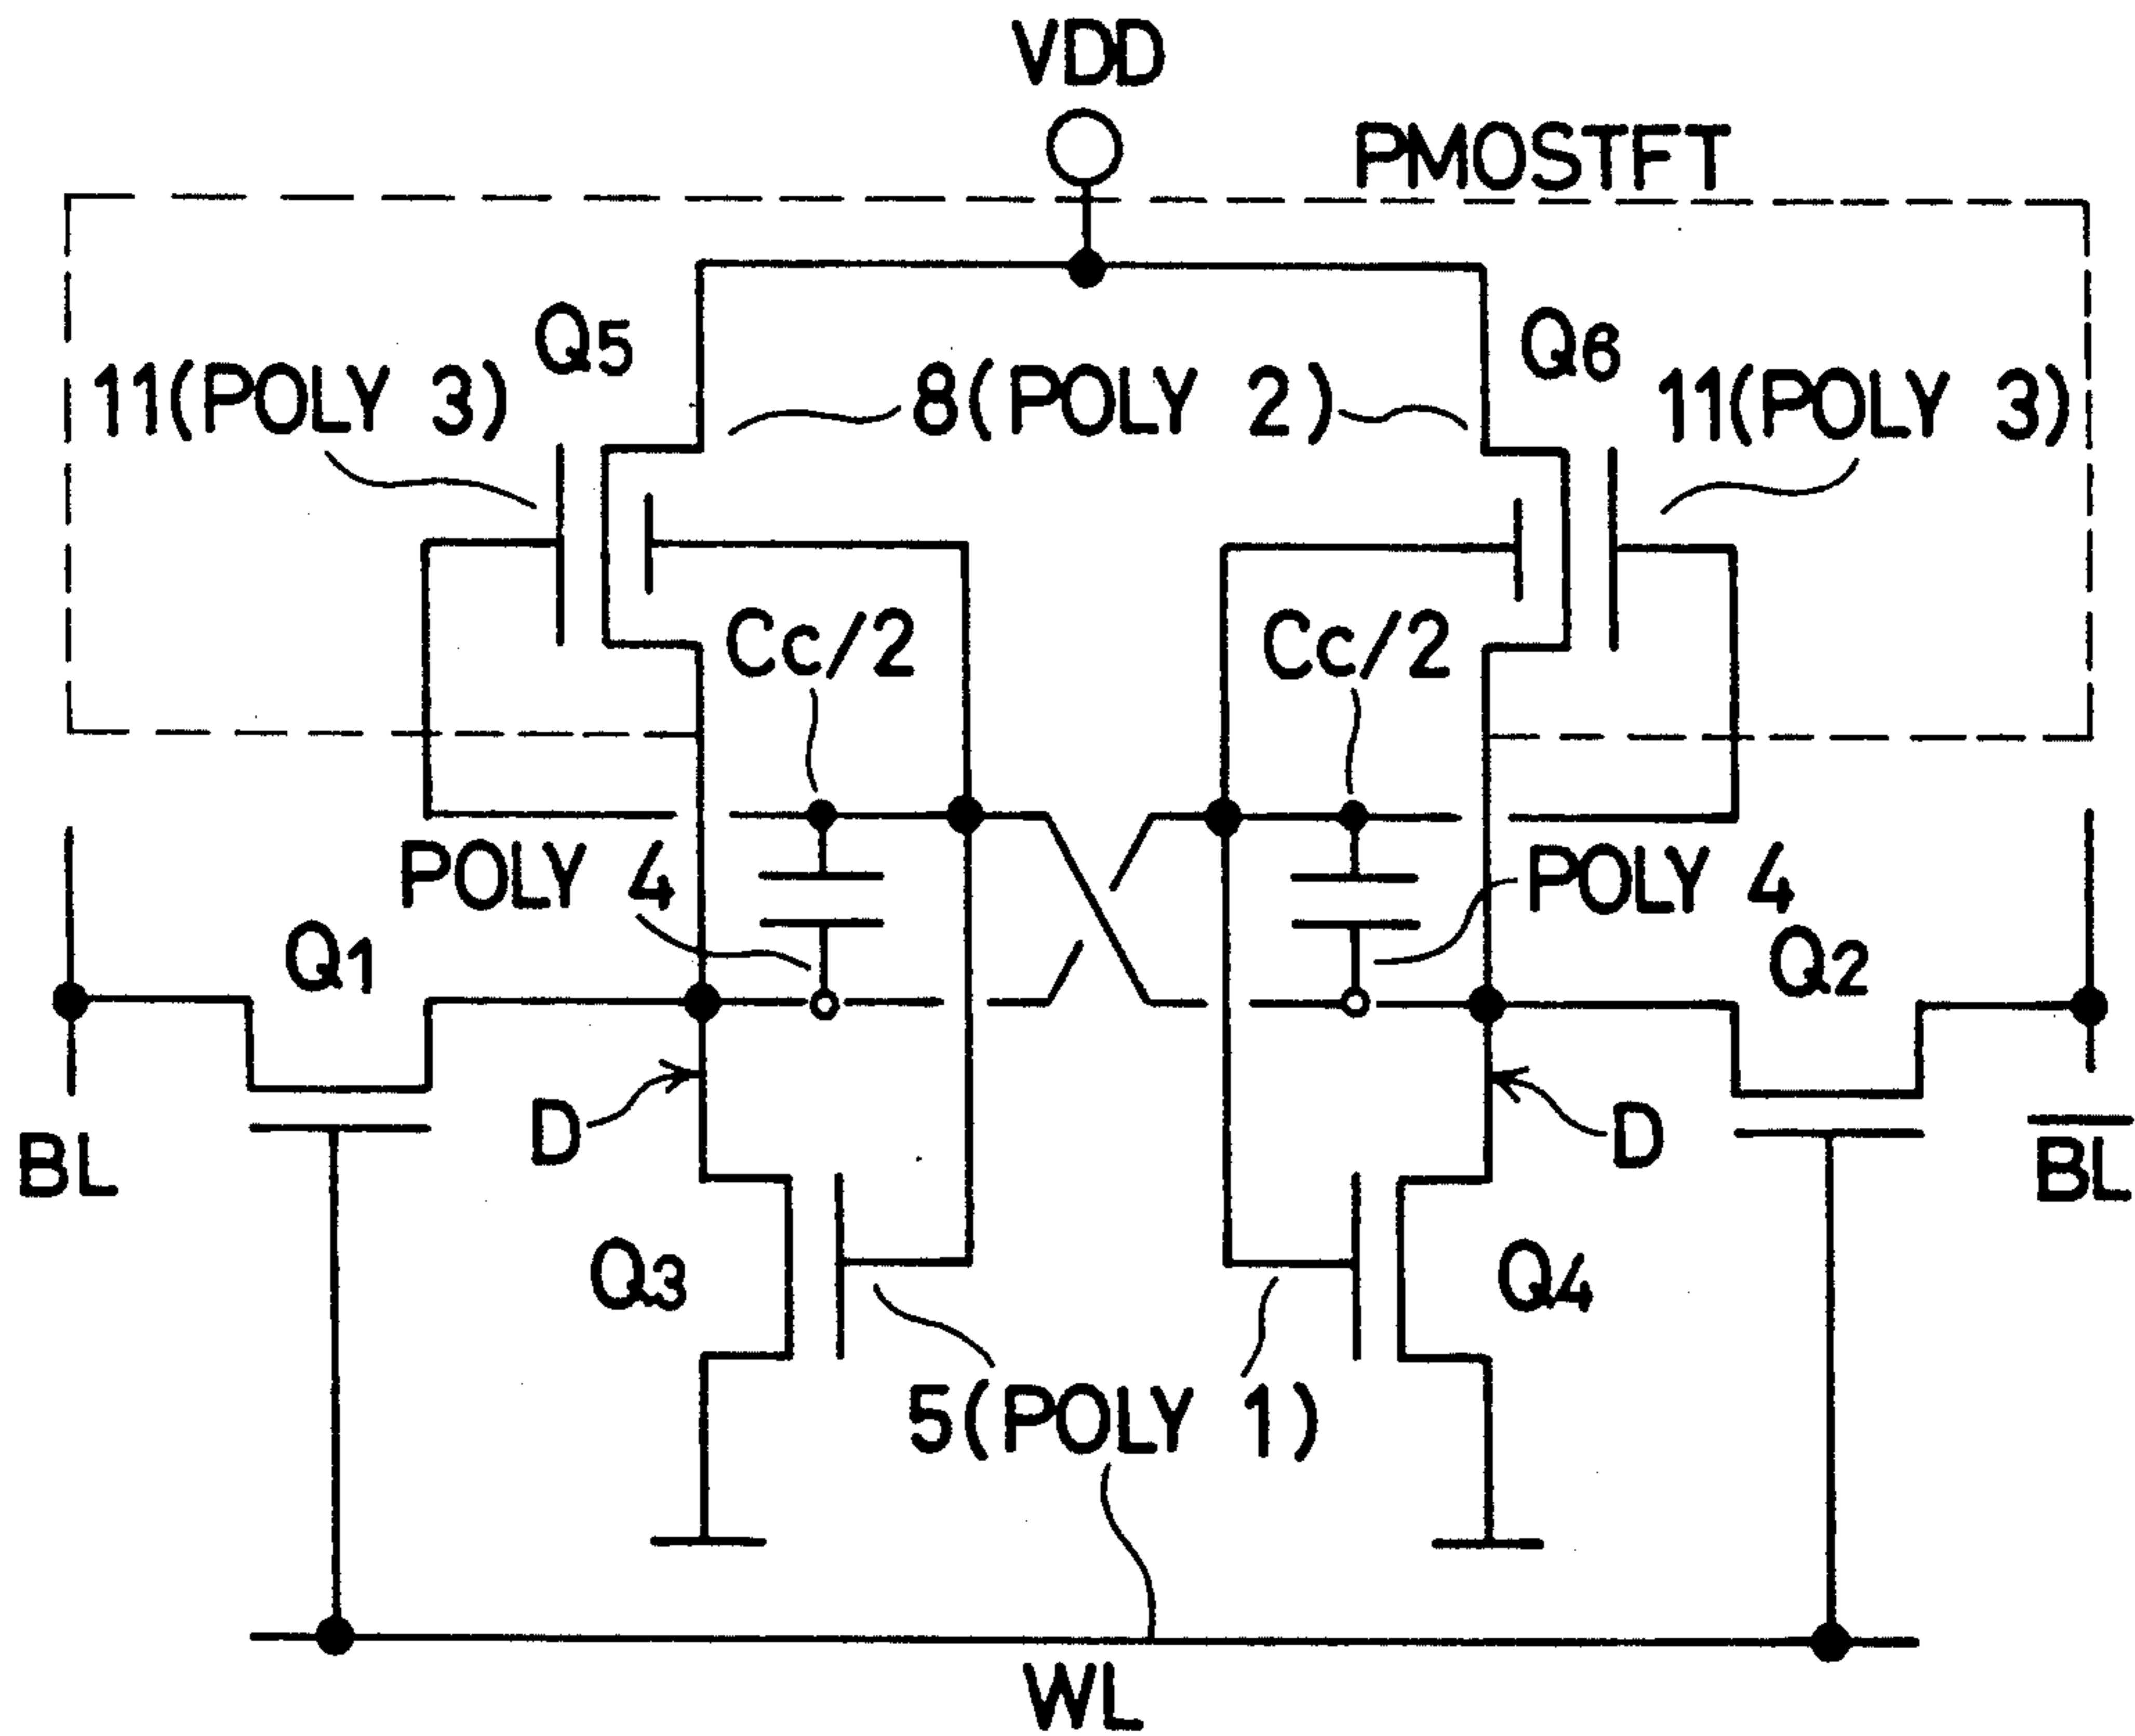 VDD
PMOSTFT
Q5
Q6
11(POLY 3)
8(POLY 2)
11(POLY 3)
Cc/2
Cc/2
POLY 4
POLY 4
Q1
Q2
D
D
BL
B̅L̅
Q3
Q4
5(POLY 1)
WL